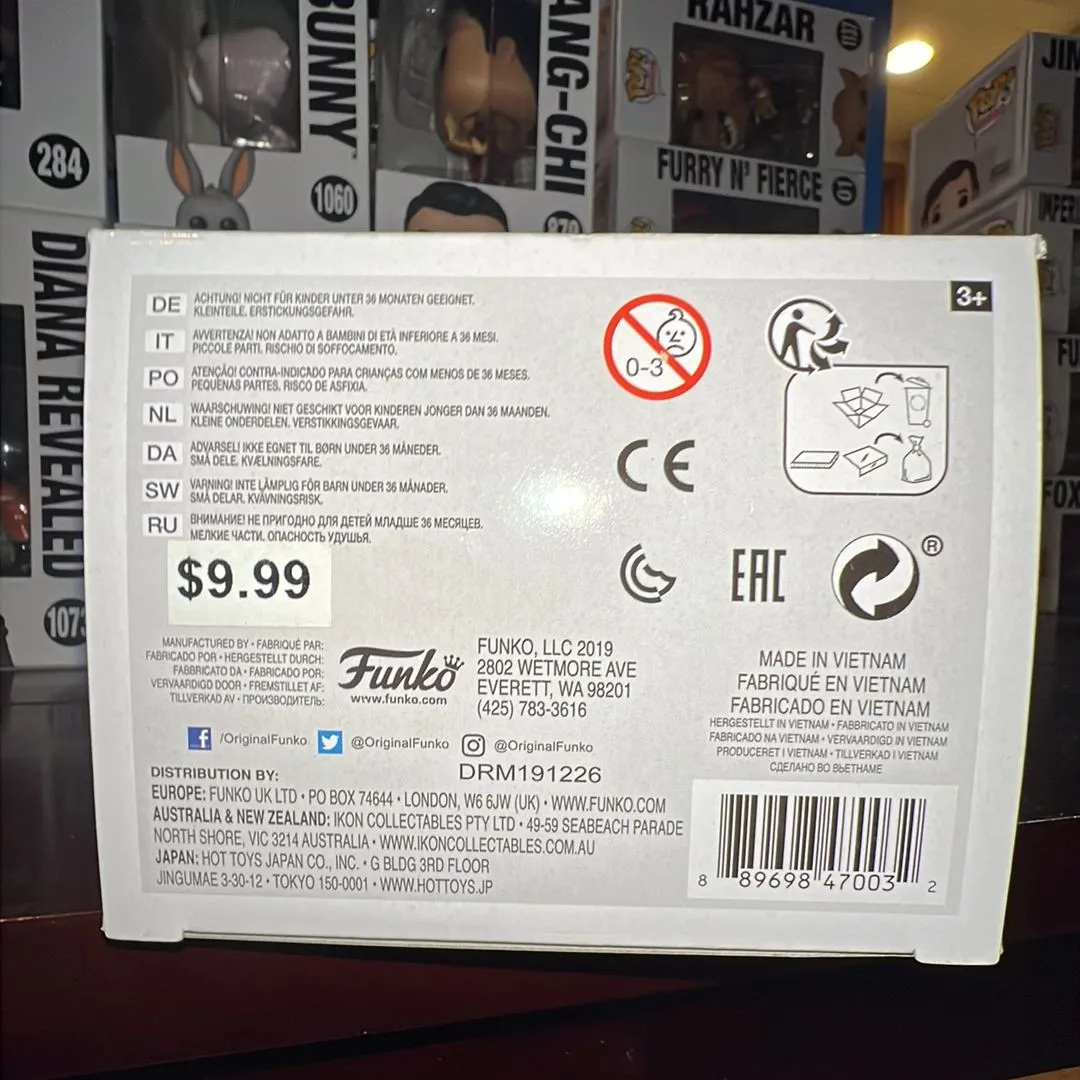 BUNNY
ANG-CHI
RAHZAR
JIM
284
1060
FURRY N' FIERCE
IMPER
DIANA REVEALED
FU
FOX
107
3+
DE ACHTUNG! NICHT FÜR KINDER UNTER 36 MONATEN GEEIGNET.
KLEINTEILE. ERSTICKUNGSGEFAHR.
IT AVVERTENZA! NON ADATTO A BAMBINI DI ETÀ INFERIORE A 36 MESI.
PICCOLE PARTI. RISCHIO DI SOFFOCAMENTO.
PO ATENÇÃO! CONTRA-INDICADO PARA CRIANÇAS COM MENOS DE 36 MESES.
PEQUENAS PARTES. RISCO DE ASFIXIA.
NL WAARSCHUWING! NIET GESCHIKT VOOR KINDEREN JONGER DAN 36 MAANDEN.
KLEINE ONDERDELEN. VERSTIKKINGSGEVAAR.
DA ADVARSEL! IKKE EGNET TIL BØRN UNDER 36 MÅNEDER.
SMÅ DELE. KVÆLNINGSFARE.
SW VARNING! INTE LÄMPLIG FÖR BARN UNDER 36 MÅNADER.
SMÅ DELAR. KVÄVNINGSRISK.
RU ВНИМАНИЕ! НЕ ПРИГОДНО ДЛЯ ДЕТЕЙ МЛАДШЕ 36 МЕСЯЦЕВ.
МЕЛКИЕ ЧАСТИ. ОПАСНОСТЬ УДУШЬЯ.
0-3
CE
EAC
®
$9.99
MANUFACTURED BY • FABRIQUÉ PAR:
FABRICADO POR • HERGESTELLT DURCH:
FABBRICATO DA • FABRICADO POR:
VERVAARDIGD DOOR • FREMSTILLET AF:
TILLVERKAD AV • ПРОИЗВОДИТЕЛЬ:
Funko
www.funko.com
FUNKO, LLC 2019
2802 WETMORE AVE
EVERETT, WA 98201
(425) 783-3616
MADE IN VIETNAM
FABRIQUÉ EN VIETNAM
FABRICADO EN VIETNAM
HERGESTELLT IN VIETNAM • FABBRICATO IN VIETNAM
FABRICADO NA VIETNAM • VERVAARDIGD IN VIETNAM
PRODUCERET I VIETNAM • TILLVERKAD I VIETNAM
СДЕЛАНО ВО ВЬЕТНАМЕ
/OriginalFunko @OriginalFunko @OriginalFunko
DRM191226
DISTRIBUTION BY:
EUROPE: FUNKO UK LTD • PO BOX 74644 • LONDON, W6 6JW (UK) • WWW.FUNKO.COM
AUSTRALIA & NEW ZEALAND: IKON COLLECTABLES PTY LTD • 49-59 SEABEACH PARADE
NORTH SHORE, VIC 3214 AUSTRALIA • WWW.IKONCOLLECTABLES.COM.AU
JAPAN: HOT TOYS JAPAN CO., INC. • G BLDG 3RD FLOOR
JINGUMAE 3-30-12 • TOKYO 150-0001 • WWW.HOTTOYS.JP
8 89698 47003 2